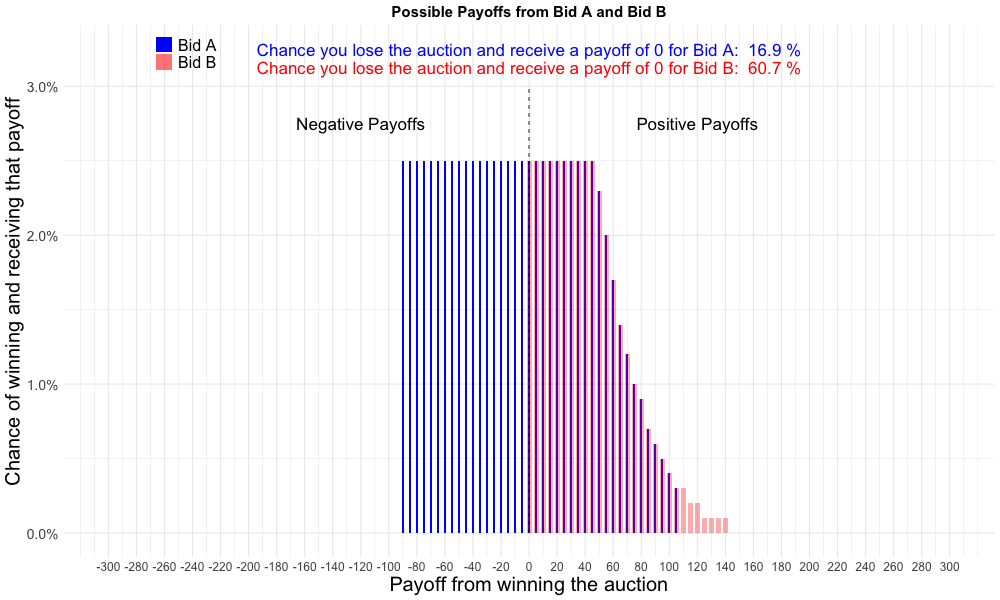 Possible Payoffs from Bid A and Bid B
Bid A
Bid B
Chance you lose the auction and receive a payoff of 0 for Bid A:  16.9 %
Chance you lose the auction and receive a payoff of 0 for Bid B:  60.7 %
Negative Payoffs
Positive Payoffs
Chance of winning and receiving that payoff
3.0%
2.0%
1.0%
0.0%
-300 -280 -260 -240 -220 -200 -180 -160 -140 -120 -100 -80 -60 -40 -20 0 20 40 60 80 100 120 140 160 180 200 220 240 260 280 300
Payoff from winning the auction